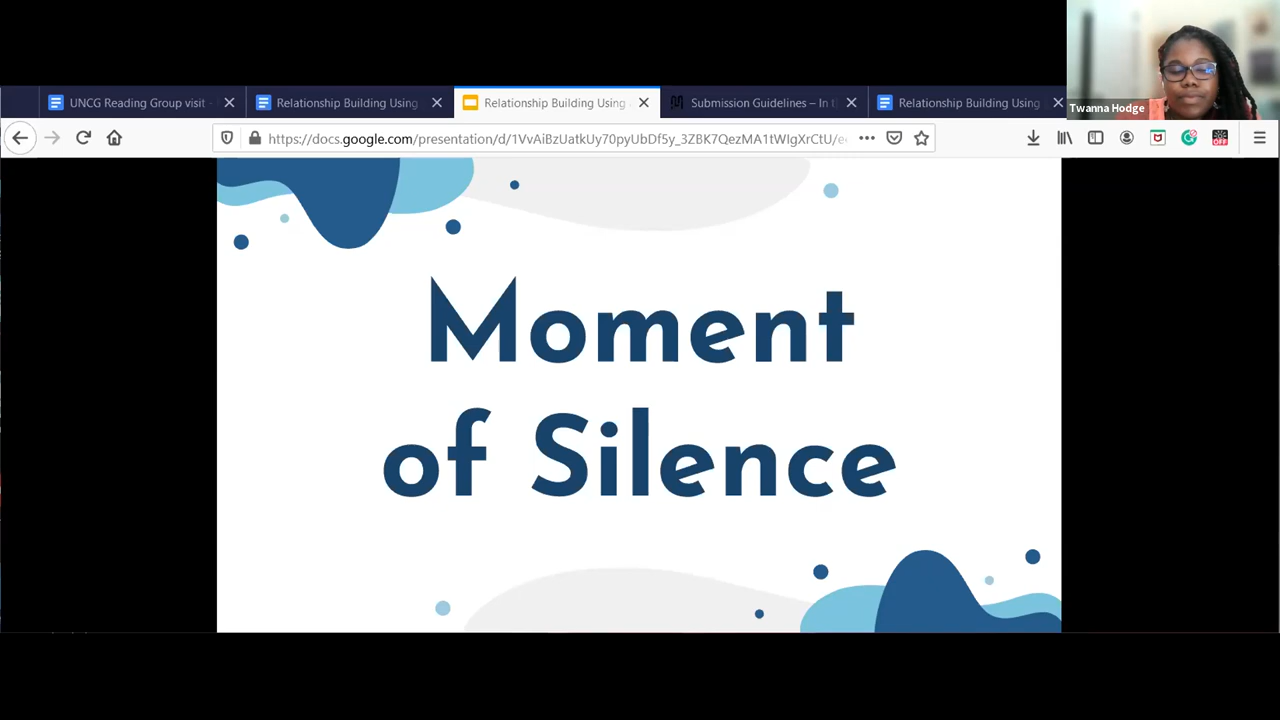 Twanna Hodge
UNCG Reading Group visit -
Relationship Building Using
Relationship Building Using
Submission Guidelines – In t
Relationship Building Using
https://docs.google.com/presentation/d/1VvAiBzUatkUy70pyUbDf5y_3ZBK7QezMA1tWIgXrCtU/e
OFF
Moment
of Silence